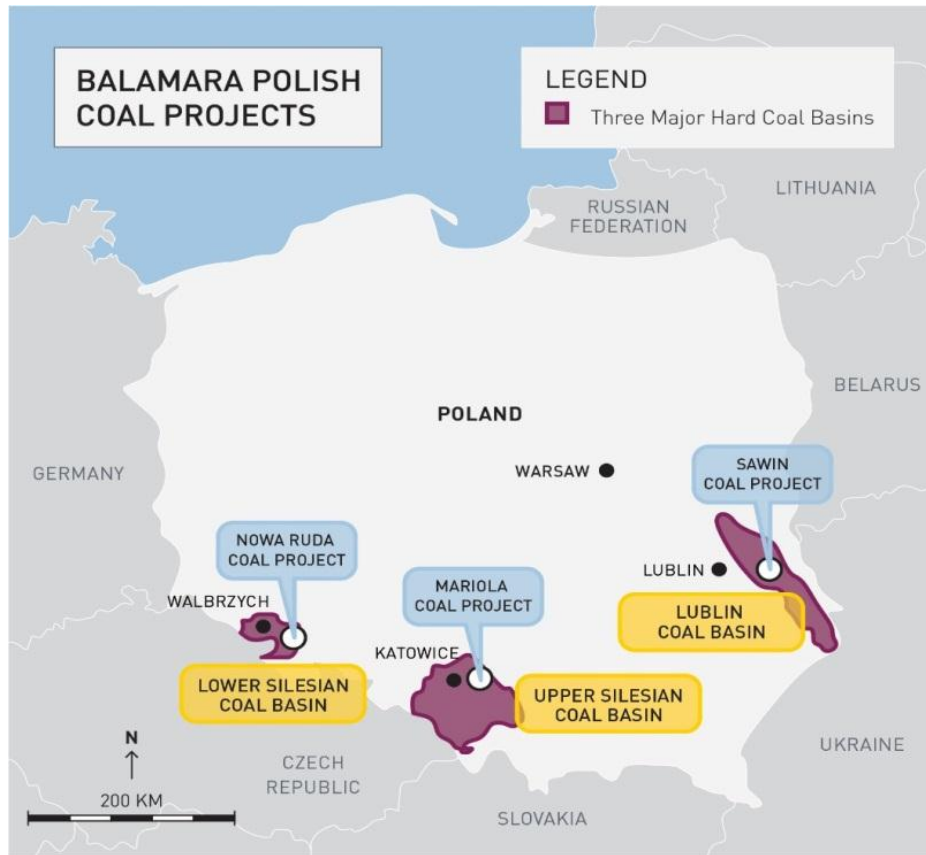 BALAMARA POLISH
COAL PROJECTS
LEGEND
Three Major Hard Coal Basins
LITHUANIA
RUSSIAN
FEDERATION
BELARUS
POLAND
GERMANY
WARSAW
SAWIN
COAL PROJECT
NOWA RUDA
COAL PROJECT
LUBLIN
MARIOLA
COAL PROJECT
WALBRZYCH
LUBLIN
COAL BASIN
KATOWICE
LOWER SILESIAN
COAL BASIN
UPPER SILESIAN
COAL BASIN
N
UKRAINE
CZECH
REPUBLIC
200 KM
SLOVAKIA